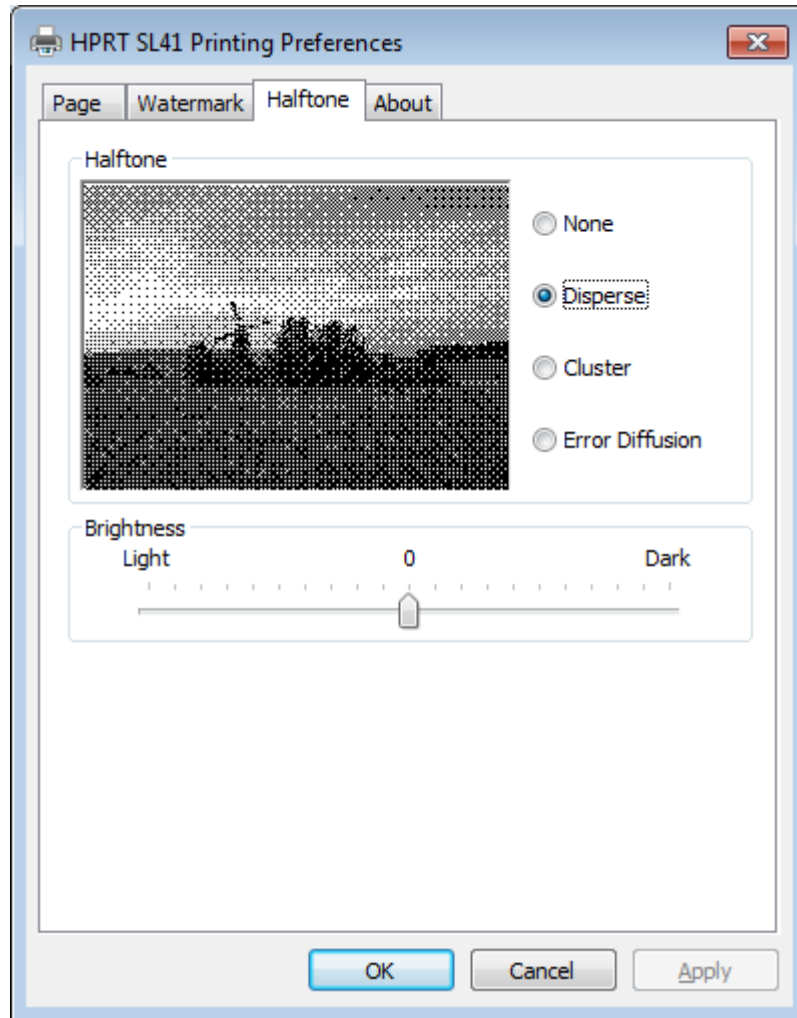 HPRT SL41 Printing Preferences
Page Watermark Halftone About
Halftone
None
Disperse
Cluster
Error Diffusion
Brightness
Light 0 Dark
OK Cancel Apply